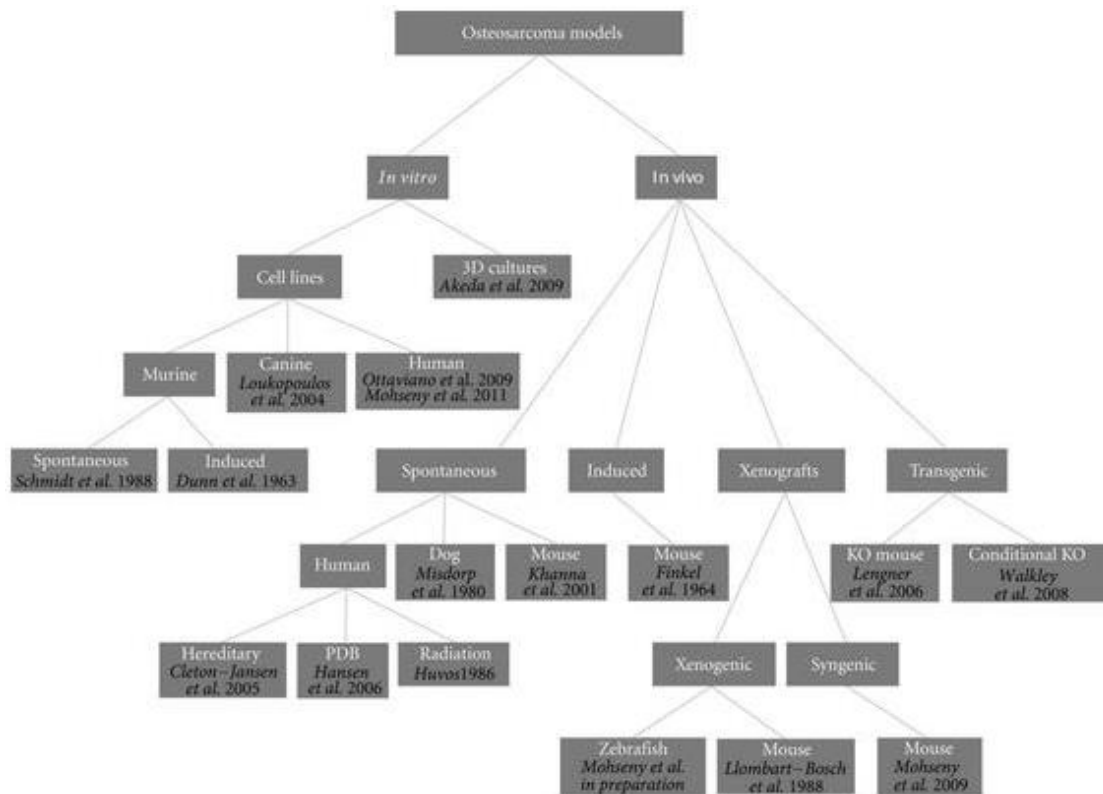 Osteosarcoma models
In vitro
In vivo
Cell lines
3D cultures
Akeda et al. 2009
Murine
Canine
Loukopoulos
et al. 2004
Human
Ottaviano et al. 2009
Mohseny et al. 2011
Spontaneous
Schmidt et al. 1988
Induced
Dunn et al. 1963
Spontaneous
Induced
Xenografts
Transgenic
Human
Dog
Misdorp
et al. 1980
Mouse
Khanna
et al. 2001
Mouse
Finkel
et al. 1964
KO mouse
Lengner
et al. 2006
Conditional KO
Walkley
et al. 2008
Hereditary
Cleton−Jansen
et al. 2005
PDB
Hansen
et al. 2006
Radiation
Huvos1986
Xenogenic
Syngenic
Zebrafish
Mohseny et al.
in preparation
Mouse
Llombart−Bosch
et al. 1988
Mouse
Mohseny
et al. 2009